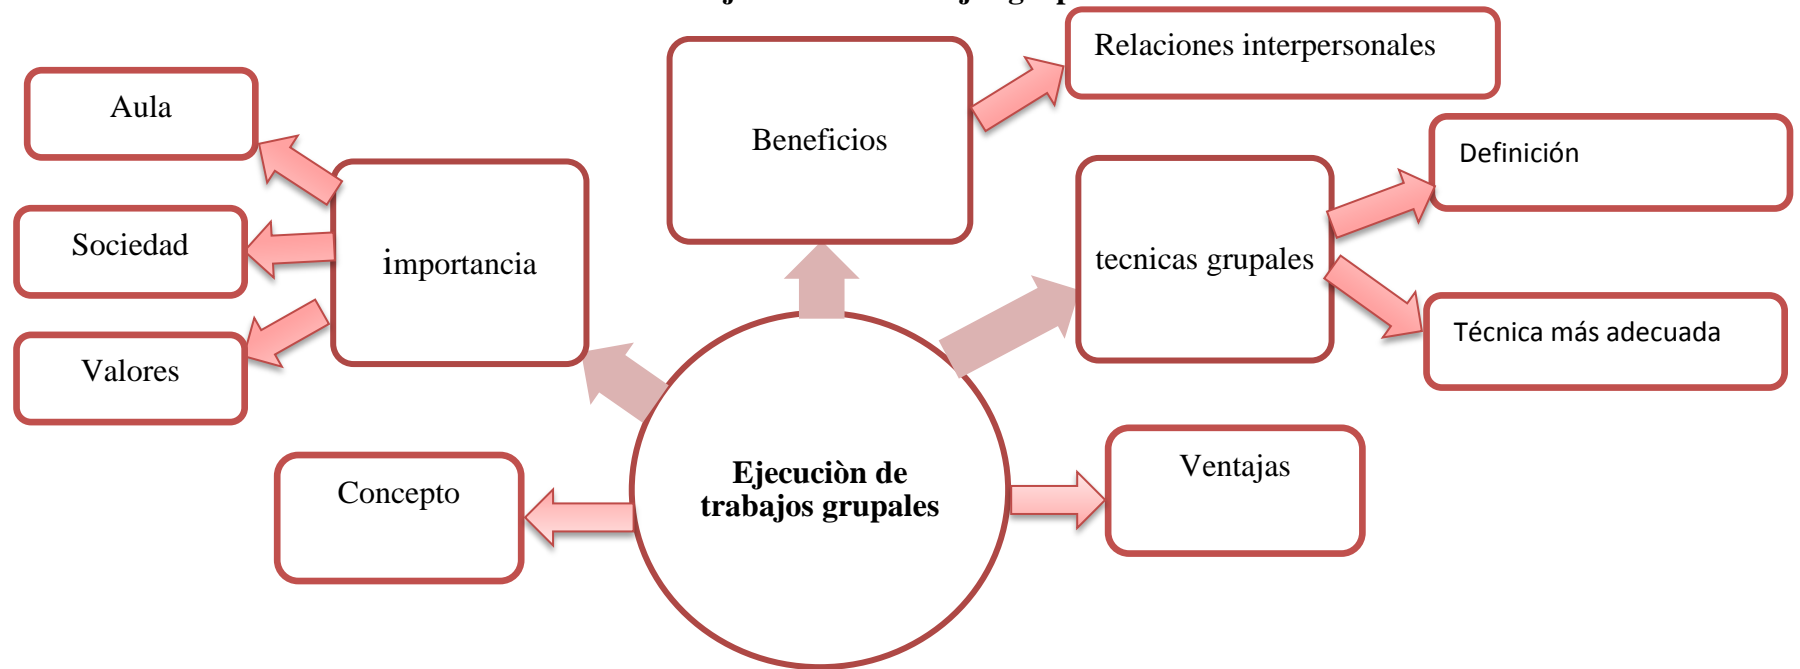 Relaciones interpersonales
Aula
Beneficios
Definición
Sociedad
importancia
tecnicas grupales
Técnica más adecuada
Valores
Ejecuciòn de
trabajos grupales
Ventajas
Concepto